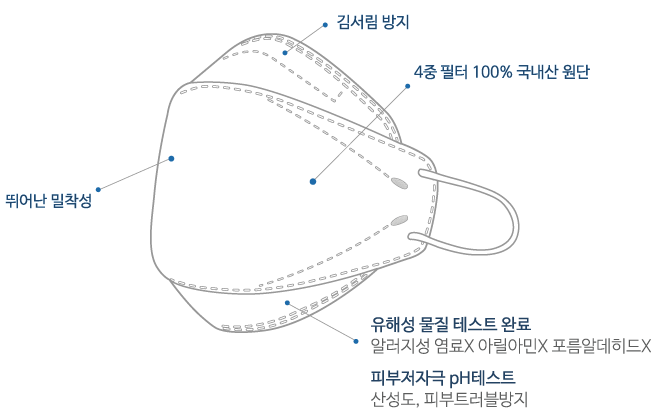 김서림 방지
4중 필터 100% 국내산 원단
뛰어난 밀착성
유해성 물질 테스트 완료
알러지성 염료X 아릴아민X 포름알데히드X
피부저자극 pH테스트
산성도, 피부트러블방지